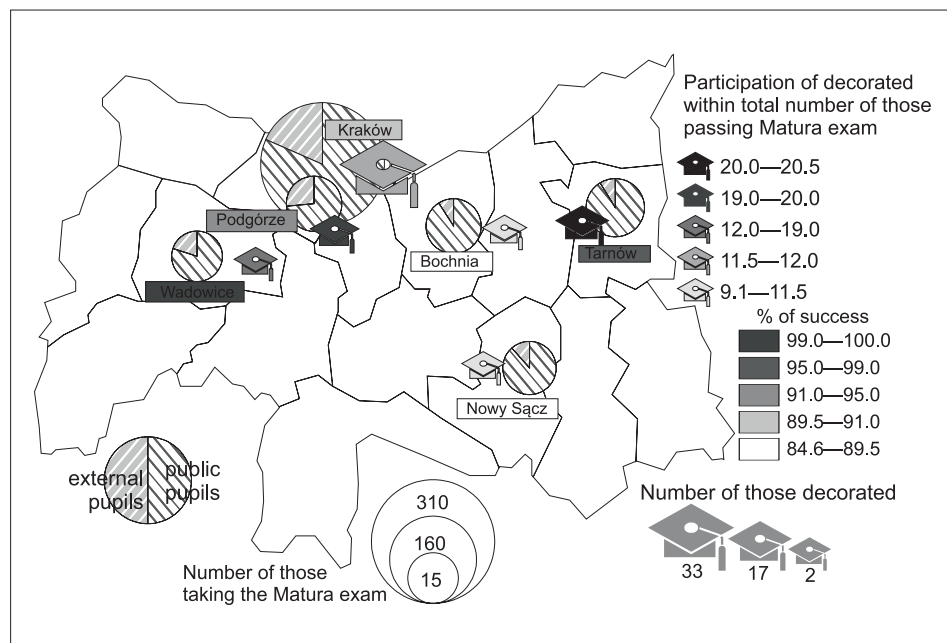 Kraków
Podgórze
Wadowice
Bochnia
Tarnów
Nowy Sącz
Participation of decorated
within total number of those
passing Matura exam
20.0—20.5
19.0—20.0
12.0—19.0
11.5—12.0
9.1—11.5
% of success
99.0—100.0
95.0—99.0
91.0—95.0
89.5—91.0
84.6—89.5
external
pupils
public
pupils
310
160
15
Number of those
taking the Matura exam
Number of those decorated
33 17 2